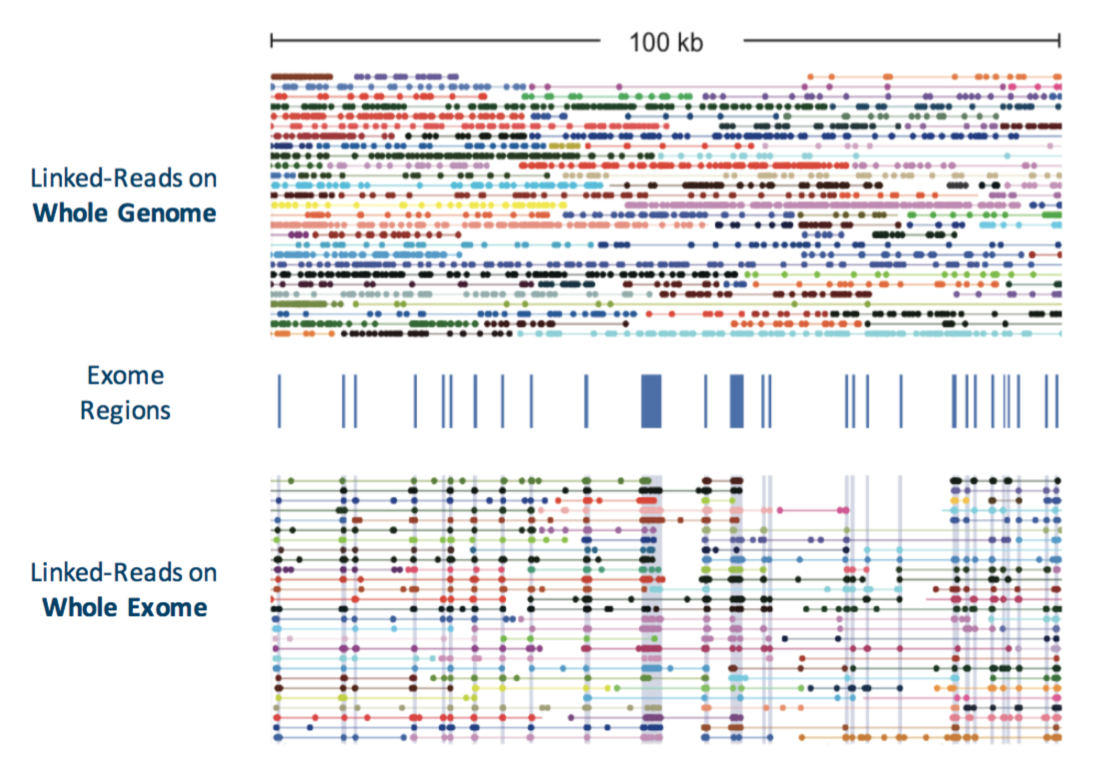 100 kb
Linked-Reads on
Whole Genome
Exome
Regions
Linked-Reads on
Whole Exome